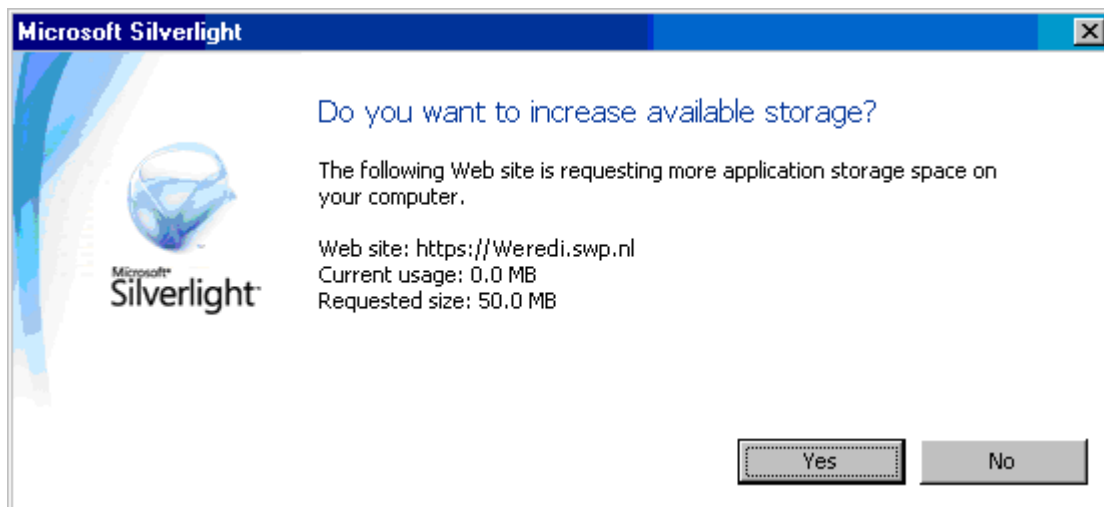 Microsoft Silverlight
Do you want to increase available storage?
The following Web site is requesting more application storage space on
your computer.
Web site: https://Weredi.swp.nl
Current usage: 0.0 MB
Requested size: 50.0 MB
Microsoft®
Silverlight™
Yes
No